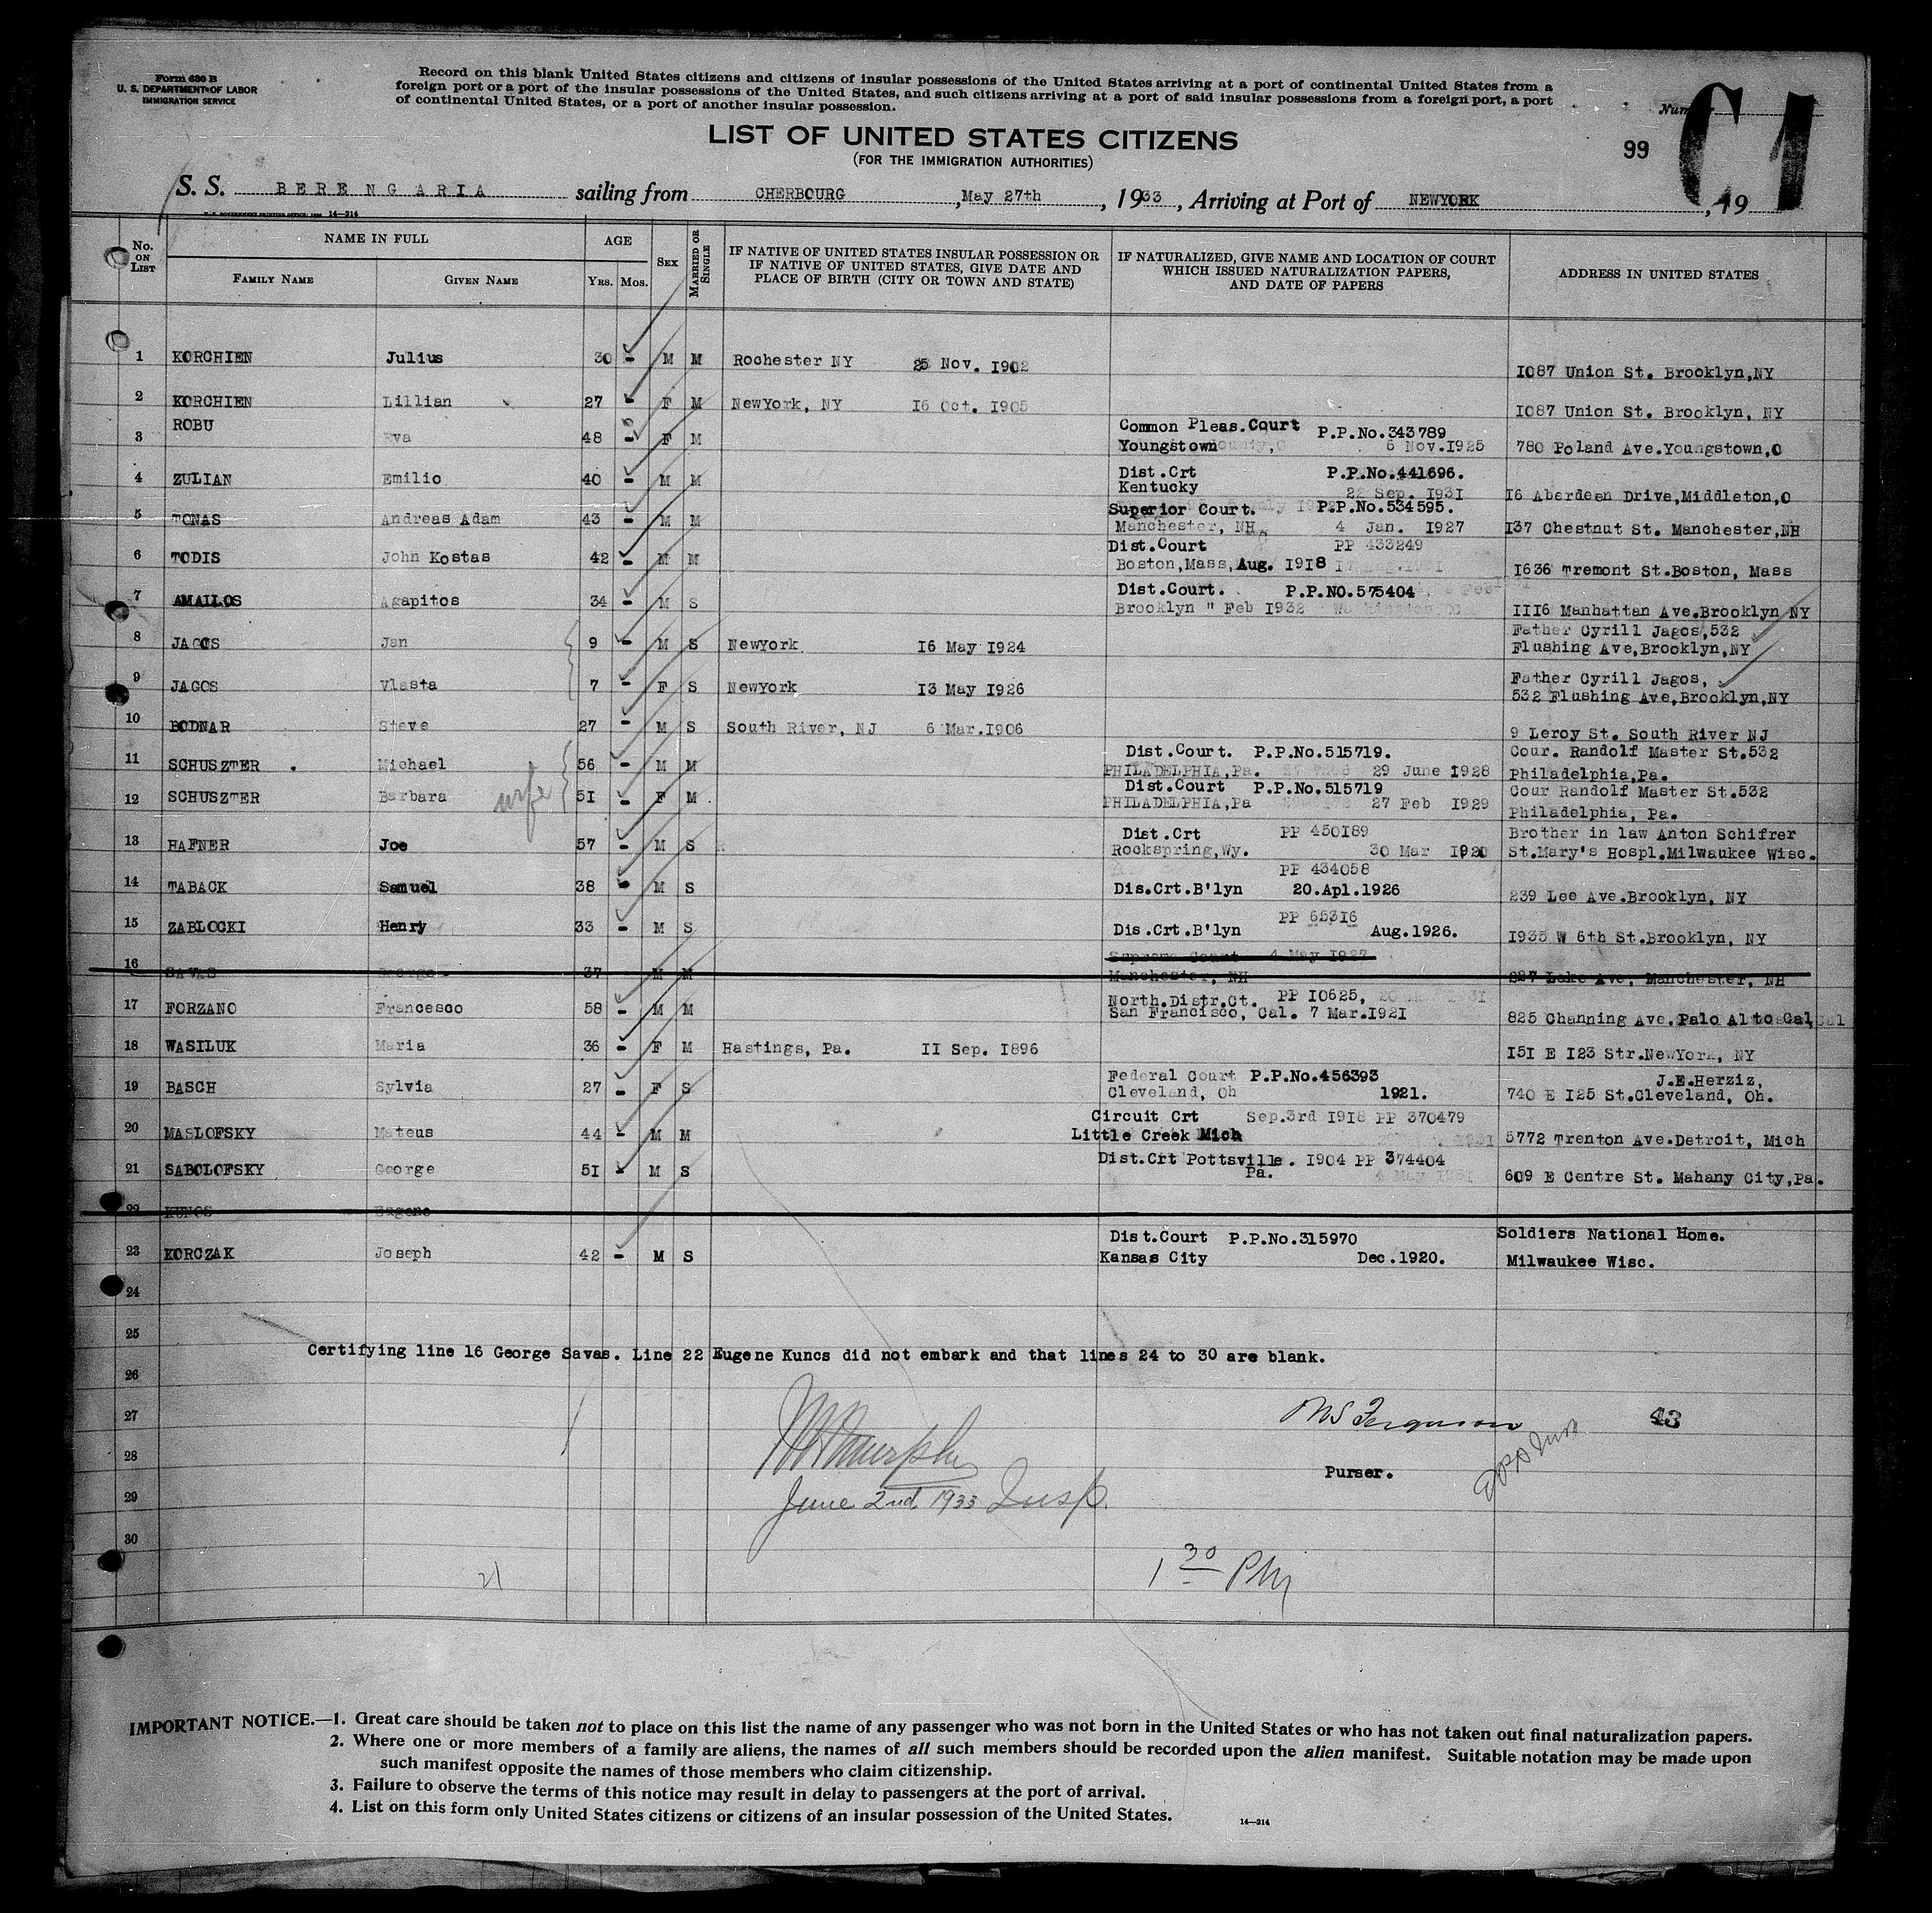 Form 630 B
U. S. DEPARTMENT OF LABOR
IMMIGRATION SERVICE
Record on this blank United States citizens and citizens of insular possessions of the United States arriving at a port of continental United States from a
foreign port or a port of the insular possessions of the United States, and such citizens arriving at a port of said insular possessions from a foreign port, a port
of continental United States, or a port of another insular possession.
C1
99
LIST OF UNITED STATES CITIZENS
(FOR THE IMMIGRATION AUTHORITIES)
S. S. BERENGARIA sailing from CHERBOURG, May 27th, 1933, Arriving at Port of NEWYORK, 19
No. ON LIST NAME IN FULL FAMILY NAME GIVEN NAME AGE YRS. MOS. SEX MARRIED OR SINGLE
IF NATIVE OF UNITED STATES INSULAR POSSESSION OR IF NATIVE OF UNITED STATES, GIVE DATE AND PLACE OF BIRTH (CITY OR TOWN AND STATE)
IF NATURALIZED, GIVE NAME AND LOCATION OF COURT WHICH ISSUED NATURALIZATION PAPERS, AND DATE OF PAPERS
ADDRESS IN UNITED STATES
1 KORCHIEN Julius 30 - M M Rochester NY 25 Nov. 1902 1087 Union St. Brooklyn,NY
2 KORCHIEN Lillian 27 - F M NewYork, NY 16 Oct. 1905 1087 Union St. Brooklyn, NY
3 ROBU Eva 48 - F M Common Pleas.Court P.P.No.343789
Youngstown 6 Nov.1925 780 Poland Ave.Youngstown,O
4 ZULIAN Emilio 40 - M M Dist.Crt P.P.No.441696.
Kentucky 22 Sep. 1931 16 Aberdeen Drive,Middleton,O
5 TONAS Andreas Adam 43 - M M Superior Court. P.P.No.534595.
Manchester, NH 4 Jan. 1927 137 Chestnut St. Manchester,NH
6 TODIS John Kostas 42 - M M Dist.Court PP 433249
Boston,Mass,Aug. 1918 1636 Tremont St.Boston, Mass
7 AMAILOS Agapitos 34 - M S Dist.Court. P.P.NO.575404
Brooklyn " Feb 1932 1116 Manhattan Ave.Brooklyn NY
8 JAGOS Jan 9 - M S NewYork 16 May 1924 Father Cyrill Jagos,532
Flushing Ave,Brooklyn,NY
9 JAGOS Vlasta 7 - F S NewYork 13 May 1926 Father Cyrill Jagos,
532 Flushing Ave,Brooklyn,NY
10 BODNAR Steve 27 - M S South River, NJ 6 Mar.1906 9 Leroy St. South River NJ
11 SCHUSZTER . Michael 56 - M M Dist.Court. P.P.No.515719. Cour. Randolf Master St.532
PHILADELPHIA,Pa. 29 June 1928 Philadelphia,Pa.
12 SCHUSZTER Barbara wife 51 - F M Dist.Court P.P.No.515719 Cour Randolf Master St.532
PHILADELPHIA,Pa 27 Feb 1929 Philadelphia, Pa.
13 HAFNER Joe 57 - M S Dist.Crt PP 450189 Brother in law Anton Schifrer
Rockspring,Wy. 30 Mar 1920 St.Mary's Hospl.Milwaukee Wisc.
14 TABACK Samuel 38 - M S PP 434058
Dis.Crt.B'lyn 20.Apl.1926 239 Lee Ave.Brooklyn, NY
15 ZABLOCKI Henry 33 - M S PP 65316
Dis.Crt.B'lyn Aug.1926. 1935 W 6th St.Brooklyn, NY
16 SAVAS George 37 M M Supreme Court 4 May 1927
Manchester, NH 227 Lake Ave, Manchester, NH
17 FORZANO Francesco 58 - M M North.Distr.Ct. PP 10625,
San Francisco, Cal. 7 Mar.1921 825 Channing Ave.Palo Alto Cal,
18 WASILUK Maria 36 - F M Hastings, Pa. 11 Sep. 1896 151 E 123 Str.NewYork, NY
19 BASCH Sylvia 27 - F S Federal Court P.P.No.456393 J.E.Herziz,
Cleveland, Oh 1921. 740 E 125 St.Cleveland, Oh.
20 MASLOFSKY Mateus 44 - M M Circuit Crt Sep.3rd 1918 PP 370479
Little Creek Mich 5772 Trenton Ave.Detroit, Mich
21 SABOLOFSKY George 51 - M S Dist.Crt Pottsville. 1904 PP 374404
Pa. 609 E Centre St. Mahany City,Pa.
22 KUNCS Eugene
23 KORCZAK Joseph 42 - M S Dist.Court P.P.No.315970 Soldiers National Home.
Kansas City Dec.1920. Milwaukee Wisc.
24
25
Certifying line 16 George Savas. Line 22 Eugene Kuncs did not embark and that lines 24 to 30 are blank.
26
27
28
29
30
Ferguson
43
Purser.
Murphy
June 2nd, 1933 Insp.
21
1 30 PM
IMPORTANT NOTICE.—1. Great care should be taken not to place on this list the name of any passenger who was not born in the United States or who has not taken out final naturalization papers.
2. Where one or more members of a family are aliens, the names of all such members should be recorded upon the alien manifest. Suitable notation may be made upon
such manifest opposite the names of those members who claim citizenship.
3. Failure to observe the terms of this notice may result in delay to passengers at the port of arrival.
4. List on this form only United States citizens or citizens of an insular possession of the United States.
14—214